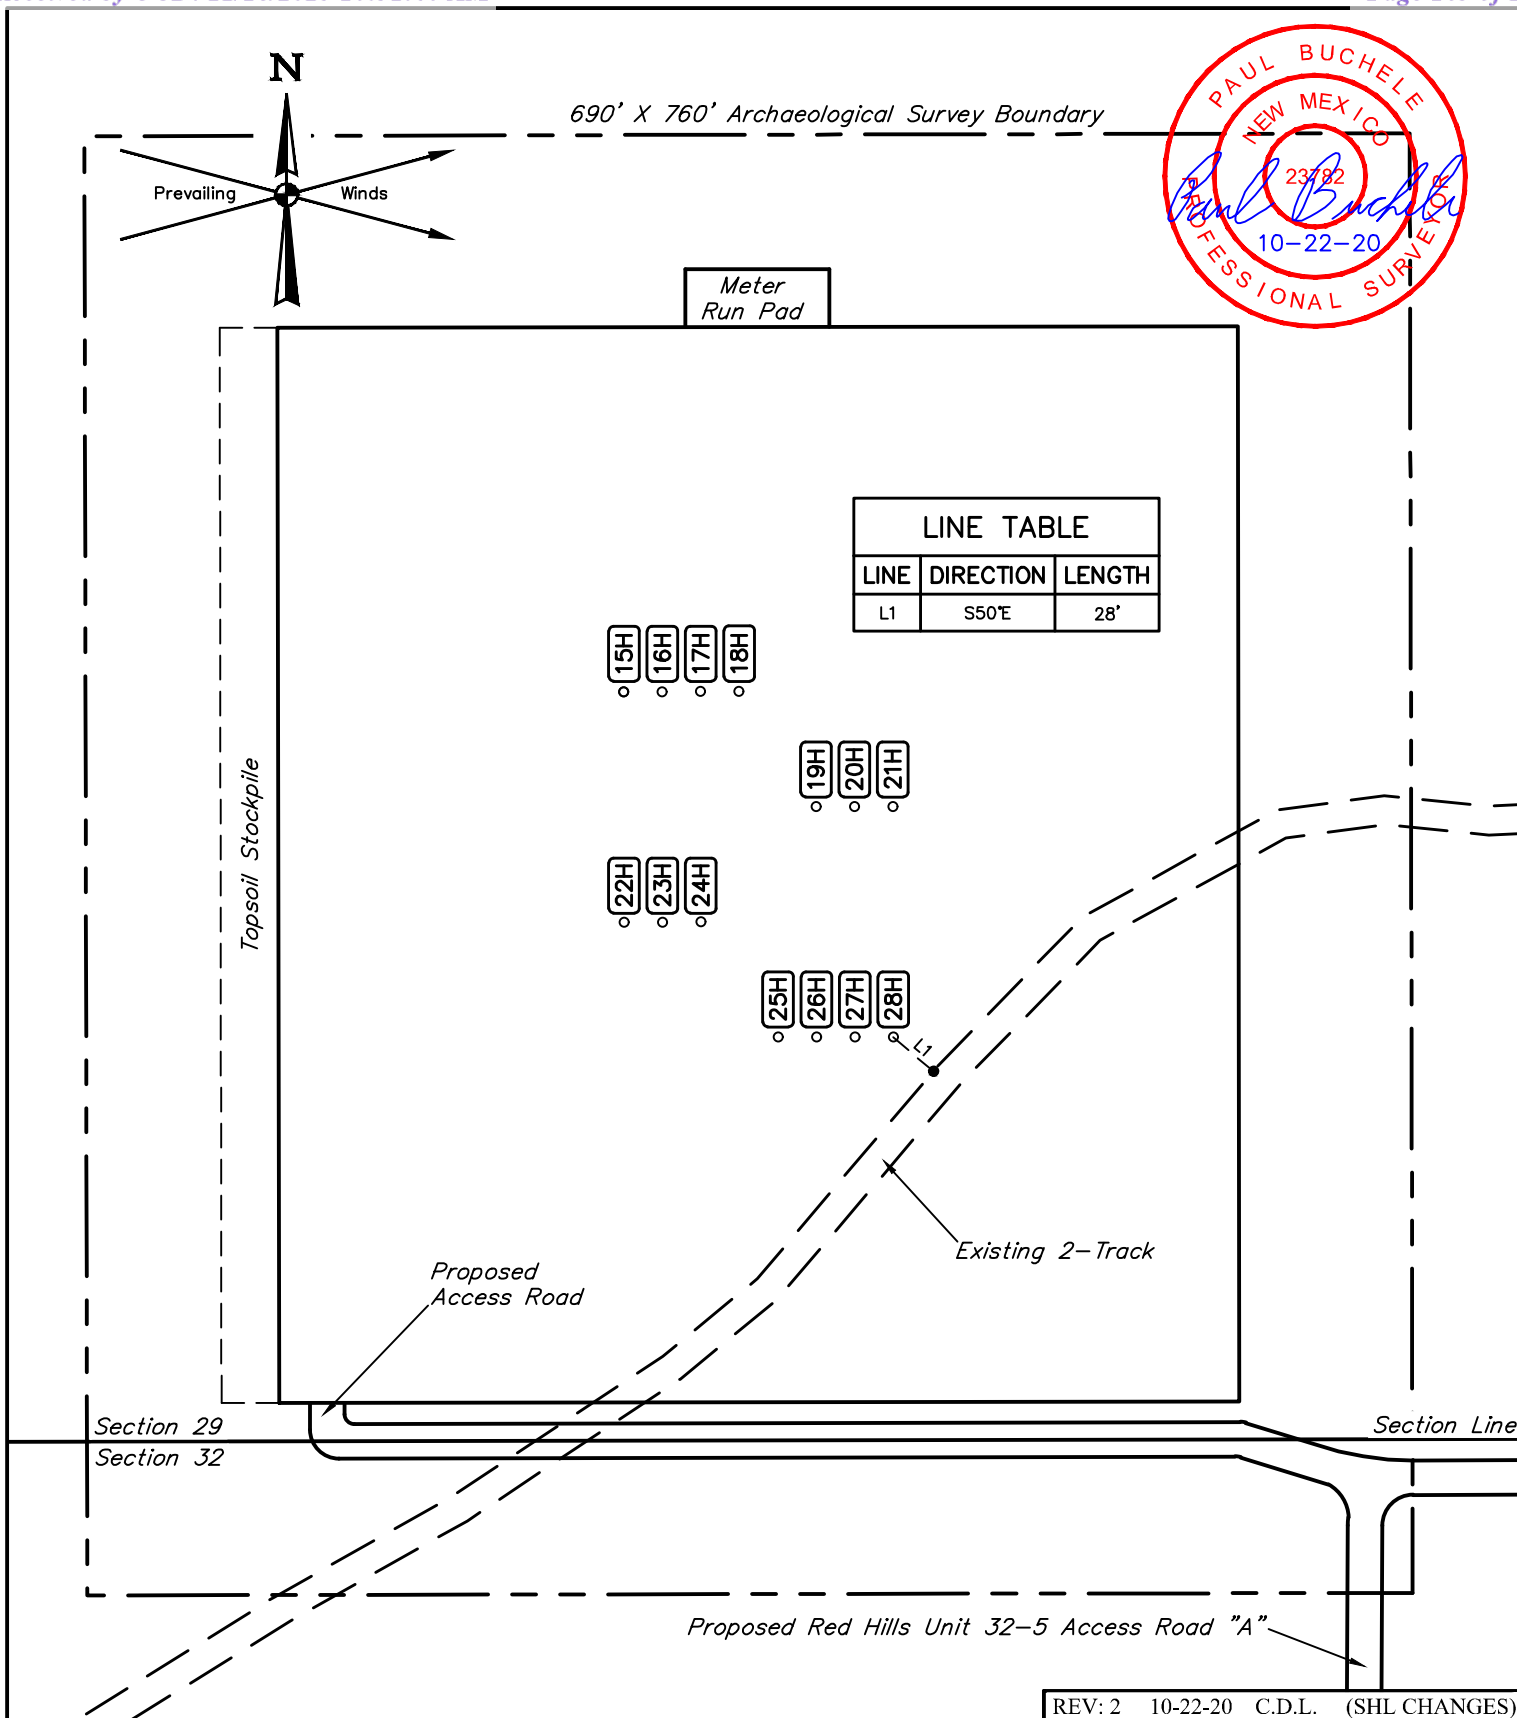 N
690' X 760' Archaeological Survey Boundary
Prevailing Winds
PAUL BUCHELE
NEW MEXICO
23782
Paul Buchele
10-22-20
PROFESSIONAL SURVEYOR
Meter
Run Pad
LINE TABLE
LINE DIRECTION LENGTH
L1 S50°E 28'
15H 16H 17H 18H
19H 20H 21H
Topsoil Stockpile
22H 23H 24H
25H 26H 27H 28H
L1
Existing 2-Track
Proposed
Access Road
Section 29
Section Line
Section 32
Proposed Red Hills Unit 32-5 Access Road "A"
REV: 2 10-22-20 C.D.L. (SHL CHANGES)